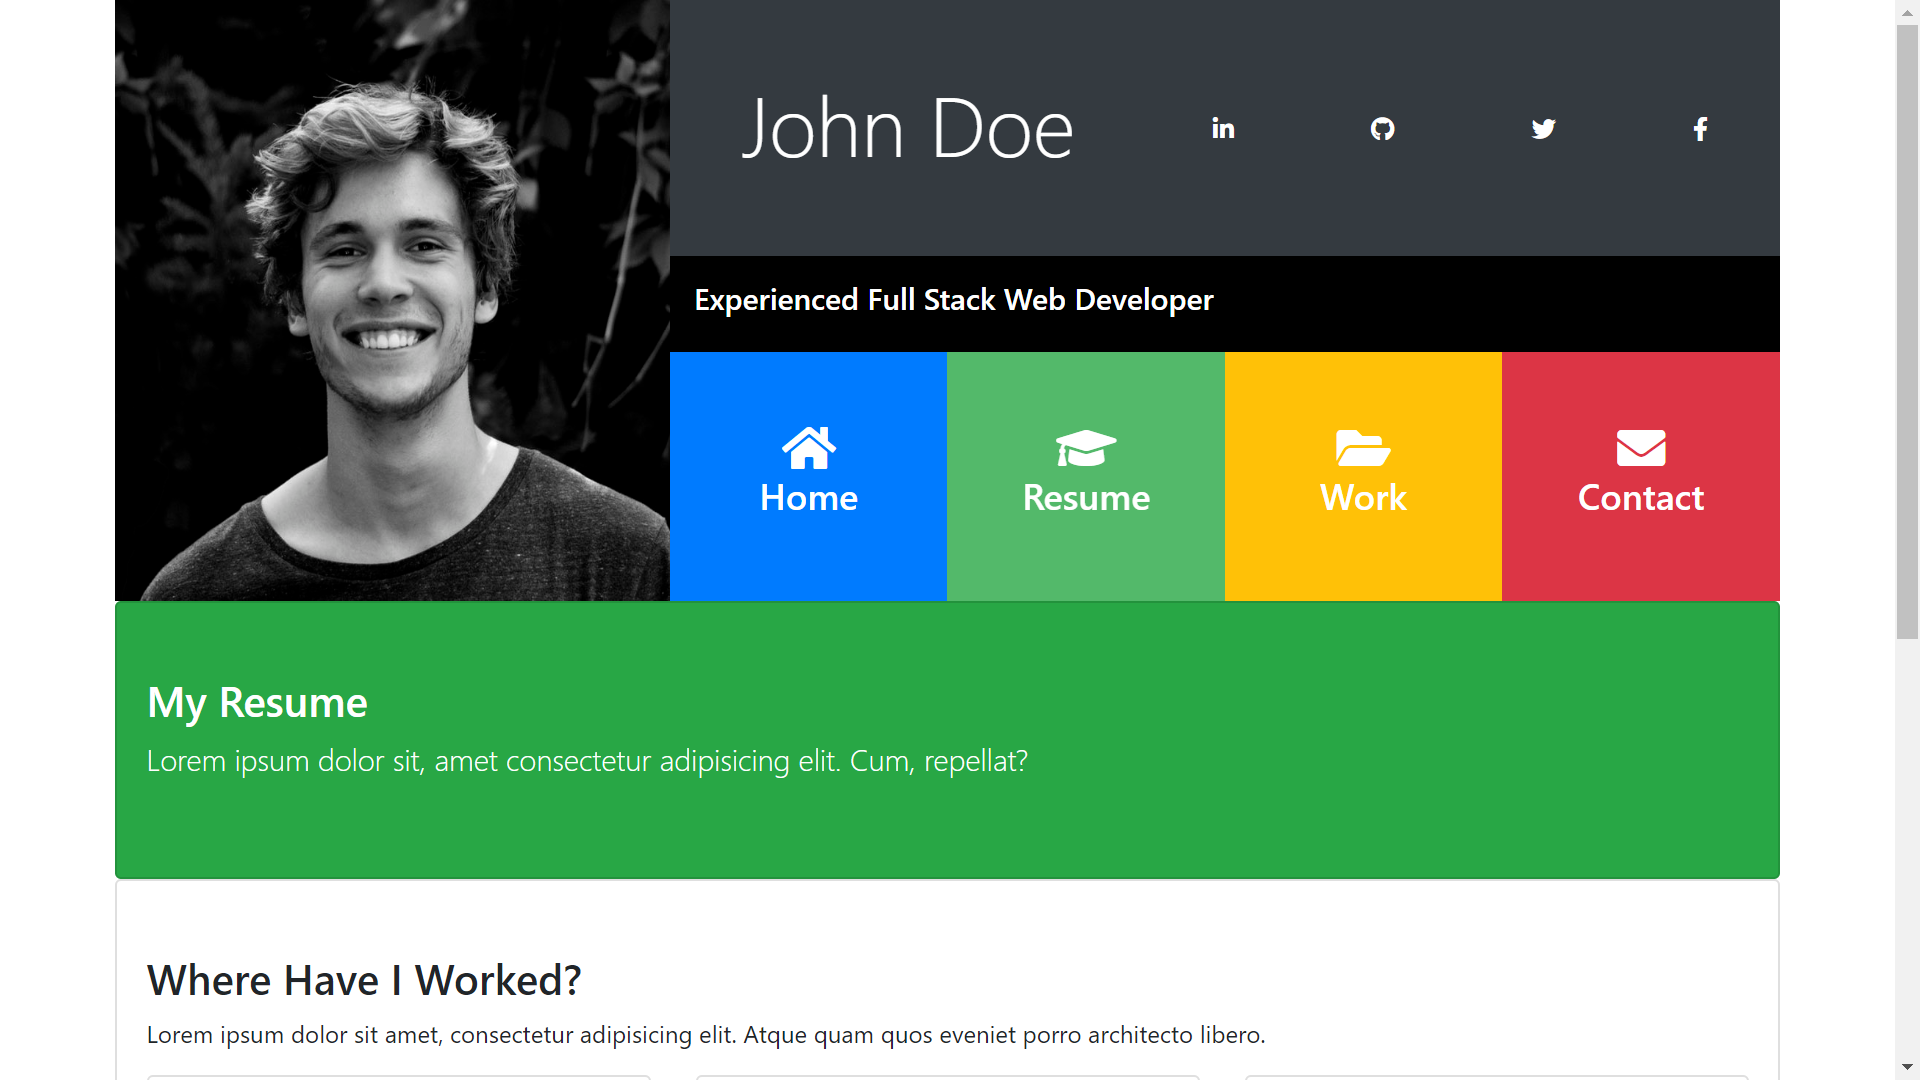 John Doe
Experienced Full Stack Web Developer
Home
Resume
Work
Contact
My Resume
Lorem ipsum dolor sit, amet consectetur adipisicing elit. Cum, repellat?
Where Have I Worked?
Lorem ipsum dolor sit amet, consectetur adipisicing elit. Atque quam quos eveniet porro architecto libero.